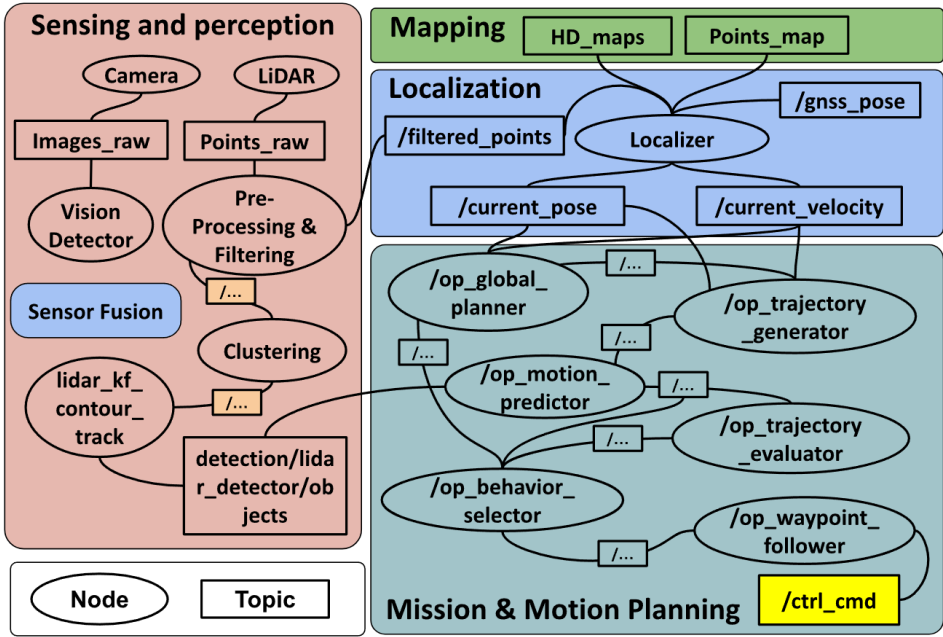 Sensing and perception
Camera
LiDAR
Images_raw
Points_raw
Vision
Detector
Pre-
Processing &
Filtering
/...
Sensor Fusion
Clustering
lidar_kf_
contour_
track
/...
detection/lida
r_detector/ob
jects
Node
Topic
Mapping
HD_maps
Points_map
Localization
/gnss_pose
/filtered_points
Localizer
/current_pose
/current_velocity
/...
/op_global_
planner
/op_trajectory
_generator
/...
/...
/op_motion_
predictor
/...
/op_trajectory
_evaluator
/...
/op_behavior_
selector
/op_waypoint_
follower
/...
/ctrl_cmd
Mission & Motion Planning